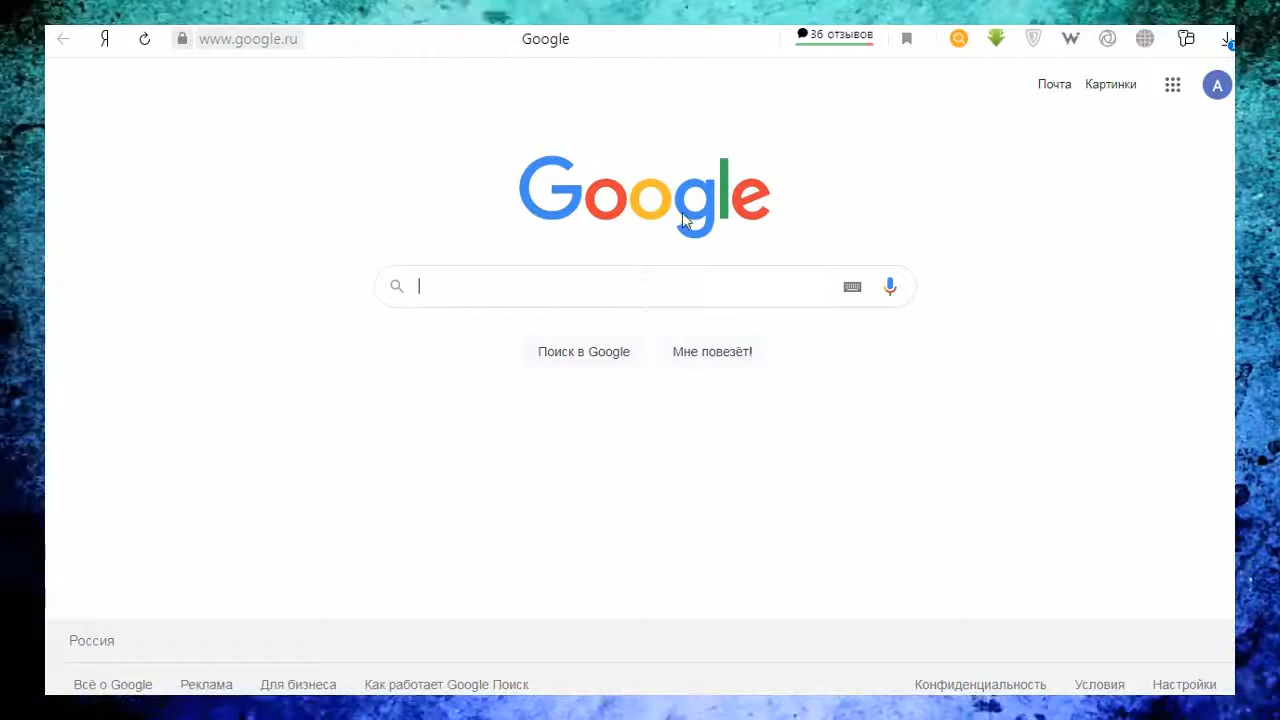 Я www.google.ru Google 36 отзывов
Почта Картинки A
Google
Поиск в Google Мне повезёт!
Россия
Всё о Google Реклама Для бизнеса Как работает Google Поиск Конфиденциальность Условия Настройки